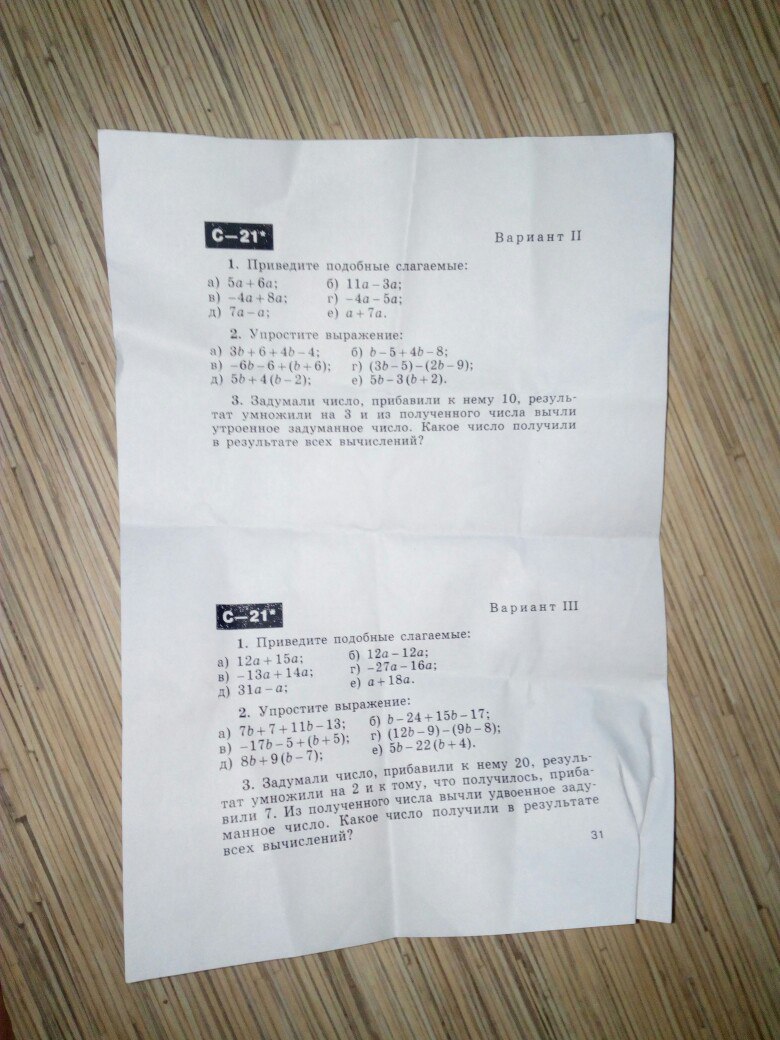 С—21*
Вариант II
1. Приведите подобные слагаемые:
а) 5a + 6a; б) 11a − 3a;
в) −4a + 8a; г) −4a − 5a;
д) 7a − a; е) a + 7a.
2. Упростите выражение:
а) 3b + 6 + 4b − 4; б) b − 5 + 4b − 8;
в) −6b − 6 + (b + 6); г) (3b − 5) − (2b − 9);
д) 5b + 4 (b − 2); е) 5b − 3 (b + 2).
3. Задумали число, прибавили к нему 10, резуль-
тат умножили на 3 и из полученного числа вычли
утроенное задуманное число. Какое число получили
в результате всех вычислений?
С—21*
Вариант III
1. Приведите подобные слагаемые:
а) 12a + 15a; б) 12a − 12a;
в) −13a + 14a; г) −27a − 16a;
д) 31a − a; е) a + 18a.
2. Упростите выражение:
а) 7b + 7 + 11b − 13; б) b − 24 + 15b − 17;
в) −17b − 5 + (b + 5); г) (12b − 9) − (9b − 8);
д) 8b + 9 (b − 7); е) 5b − 22 (b + 4).
3. Задумали число, прибавили к нему 20, резуль-
тат умножили на 2 и к тому, что получилось, приба-
вили 7. Из полученного числа вычли удвоенное заду-
манное число. Какое число получили в результате
всех вычислений?
31